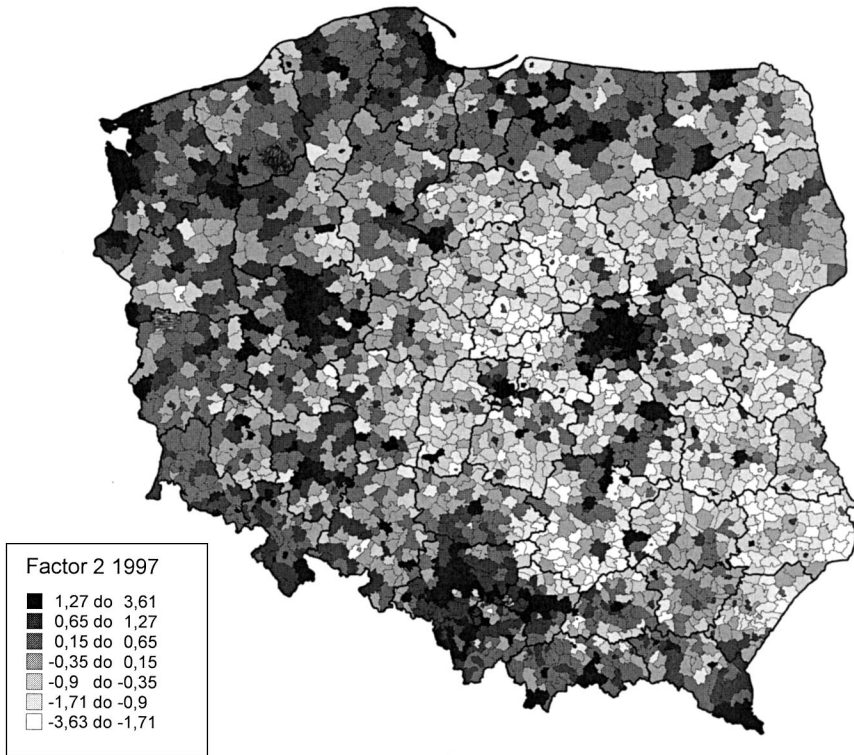 Factor 2 1997
1,27 do 3,61
0,65 do 1,27
0,15 do 0,65
-0,35 do 0,15
-0,9 do -0,35
-1,71 do -0,9
-3,63 do -1,71